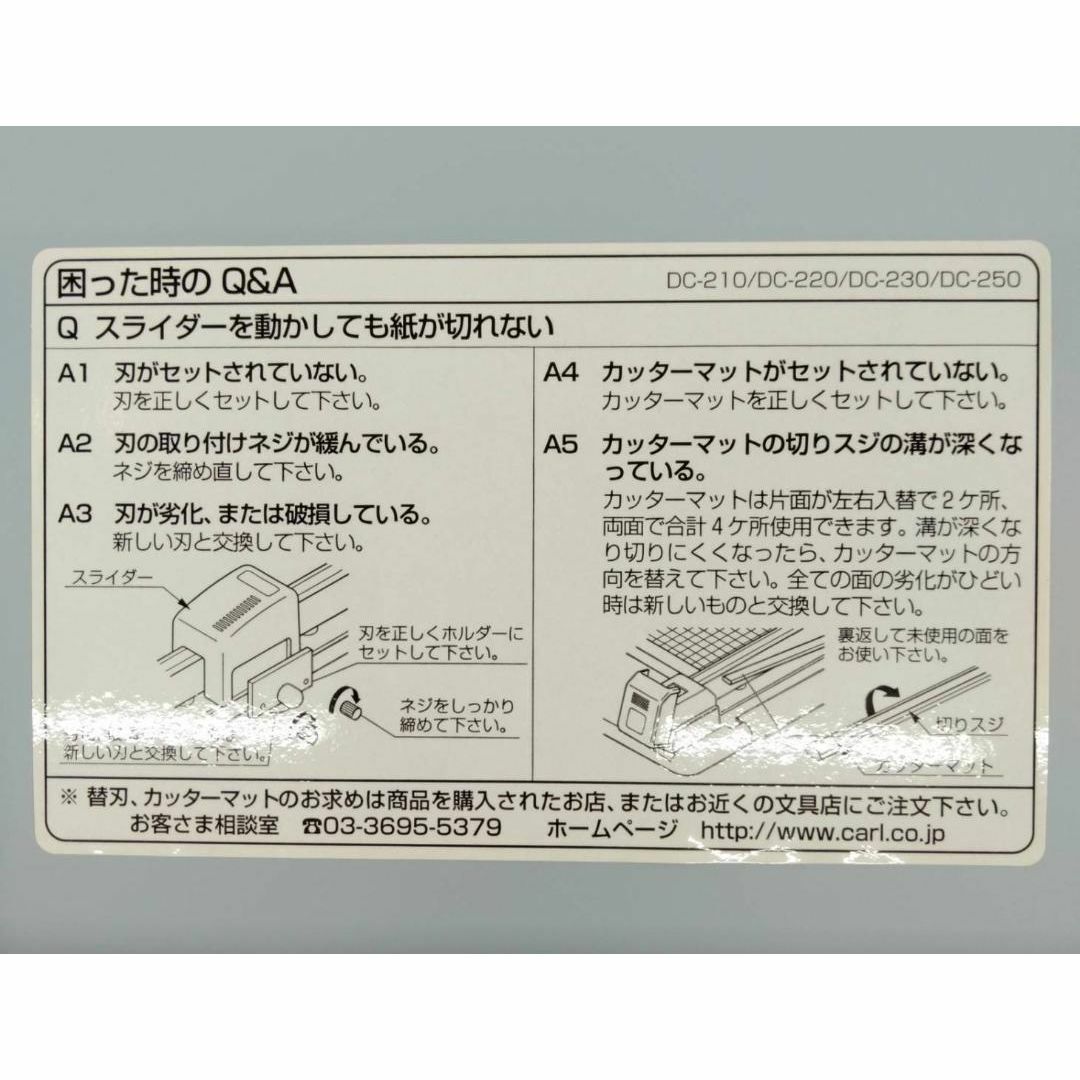 困った時の Q&A
DC-210/DC-220/DC-230/DC-250
Q スライダーを動かしても紙が切れない
A1 刃がセットされていない。
刃を正しくセットして下さい。
A2 刃の取り付けネジが緩んでいる。
ネジを締め直して下さい。
A3 刃が劣化、または破損している。
新しい刃と交換して下さい。
スライダー
刃を正しくホルダーに
セットして下さい。
ネジをしっかり
締めて下さい。
新しい刃と交換して下さい。
A4 カッターマットがセットされていない。
カッターマットを正しくセットして下さい。
A5 カッターマットの切りスジの溝が深くな
っている。
カッターマットは片面が左右入替で2ケ所、
両面で合計4ケ所使用できます。溝が深くな
り切りにくくなったら、カッターマットの方
向を替えて下さい。全ての面の劣化がひどい
時は新しいものと交換して下さい。
裏返して未使用の面を
お使い下さい。
切りスジ
カッターマット
※ 替刃、カッターマットのお求めは商品を購入されたお店、またはお近くの文具店にご注文下さい。
お客さま相談室 ☎03-3695-5379 ホームページ http://www.carl.co.jp